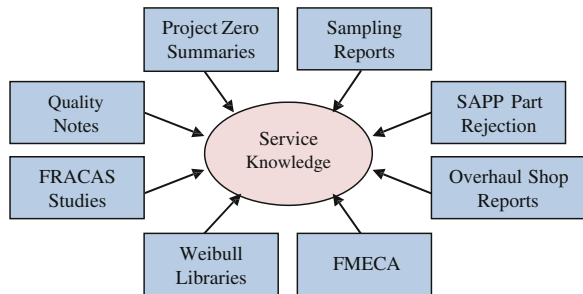 Project Zero
Summaries
Sampling
Reports
Quality
Notes
SAPP Part
Rejection
Service
Knowledge
FRACAS
Studies
Overhaul Shop
Reports
Weibull
Libraries
FMECA